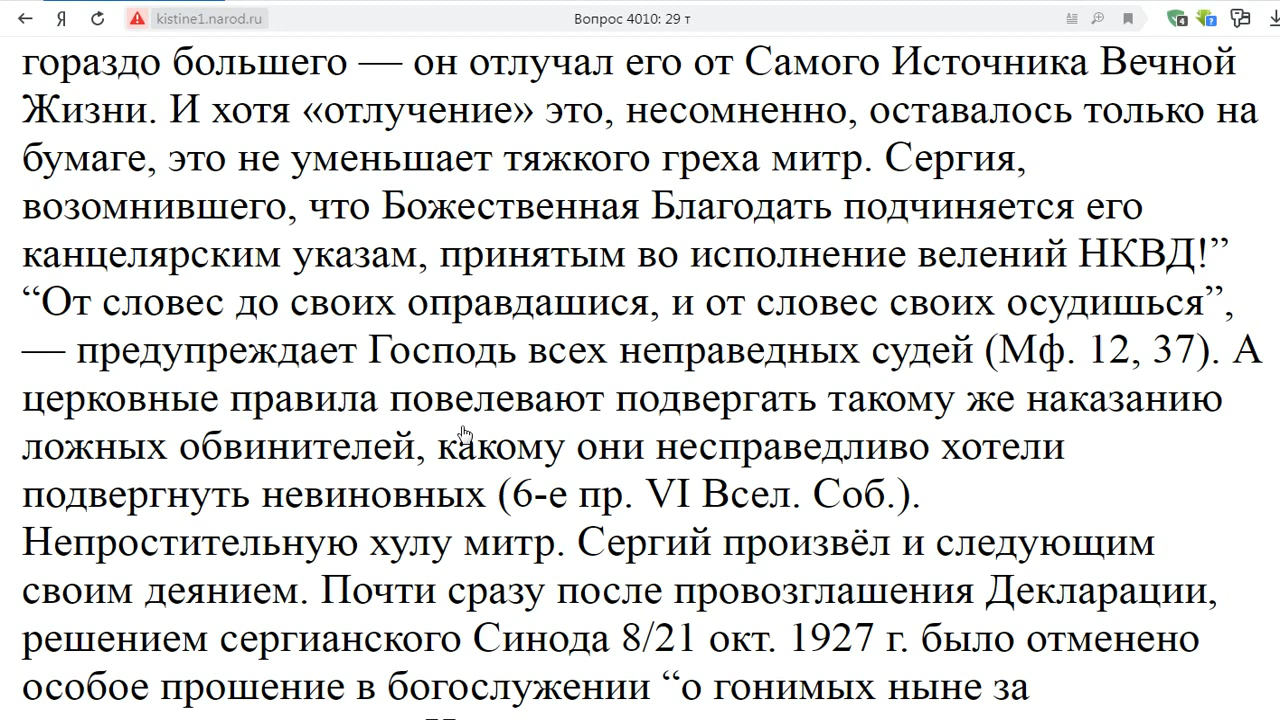 Я
kistine1.narod.ru
Вопрос 4010: 29 т
4
?
гораздо большего — он отлучал его от Самого Источника Вечной
Жизни. И хотя «отлучение» это, несомненно, оставалось только на
бумаге, это не уменьшает тяжкого греха митр. Сергия,
возомнившего, что Божественная Благодать подчиняется его
канцелярским указам, принятым во исполнение велений НКВД!”
“От словес до своих оправдашися, и от словес своих осудишься”,
— предупреждает Господь всех неправедных судей (Мф. 12, 37). А
церковные правила повелевают подвергать такому же наказанию
ложных обвинителей, какому они несправедливо хотели
подвергнуть невиновных (6-е пр. VI Всел. Соб.).
Непростительную хулу митр. Сергий произвёл и следующим
своим деянием. Почти сразу после провозглашения Декларации,
решением сергианского Синода 8/21 окт. 1927 г. было отменено
особое прошение в богослужении “о гонимых ныне за